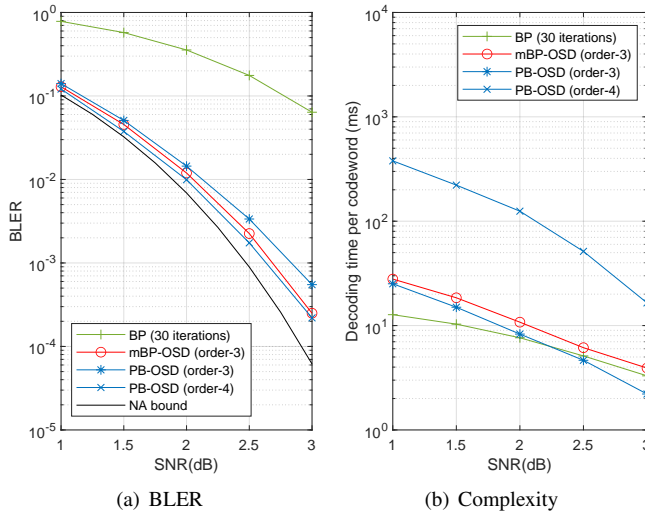 10^0
10^-1
10^-2
10^-3
10^-4
10^-5
BLER
1
1.5
2
2.5
3
SNR(dB)
BP (30 iterations)
mBP-OSD (order-3)
PB-OSD (order-3)
PB-OSD (order-4)
NA bound
(a) BLER
10^4
10^3
10^2
10^1
10^0
Decoding time per codeword (ms)
1
1.5
2
2.5
3
SNR(dB)
BP (30 iterations)
mBP-OSD (order-3)
PB-OSD (order-3)
PB-OSD (order-4)
(b) Complexity